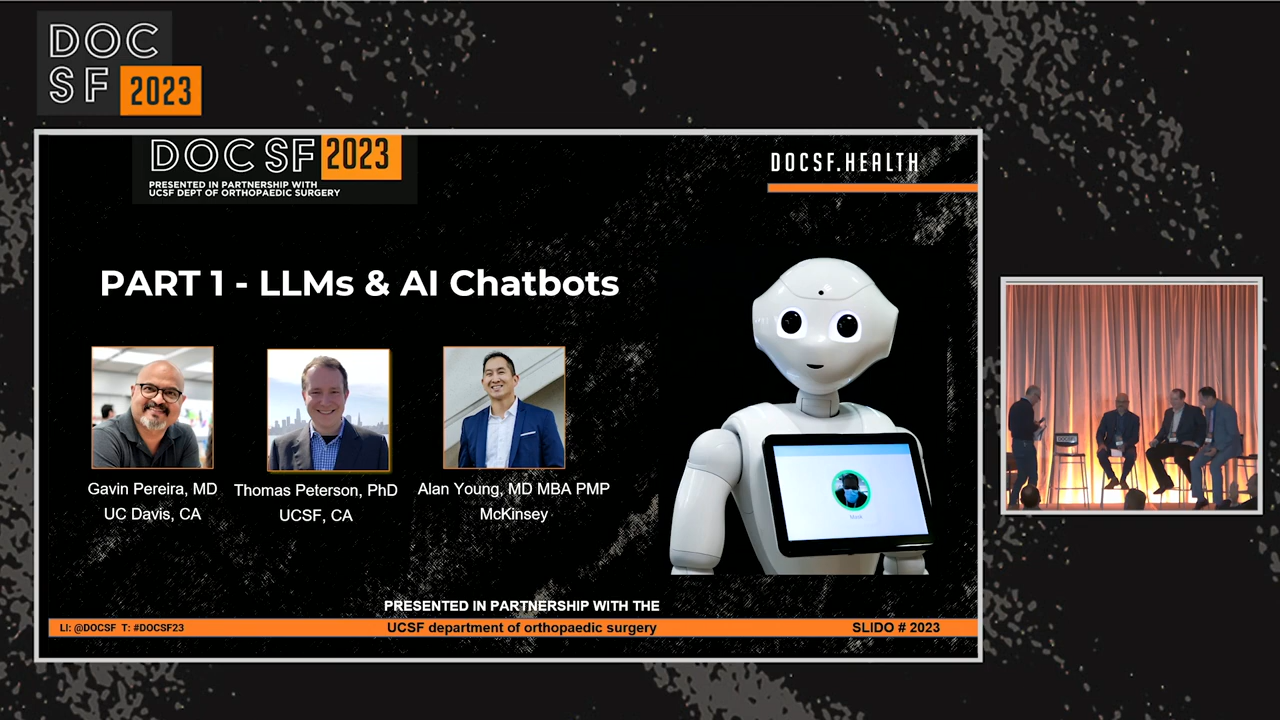 DOC
SF 2023
DOC SF 2023
PRESENTED IN PARTNERSHIP WITH
UCSF DEPT OF ORTHOPAEDIC SURGERY
DOCSF.HEALTH
PART 1 - LLMs & AI Chatbots
Gavin Pereira, MD
UC Davis, CA
Thomas Peterson, PhD
UCSF, CA
Alan Young, MD MBA PMP
McKinsey
PRESENTED IN PARTNERSHIP WITH THE
LI: @DOCSF T: #DOCSF23
UCSF department of orthopaedic surgery
SLIDO # 2023